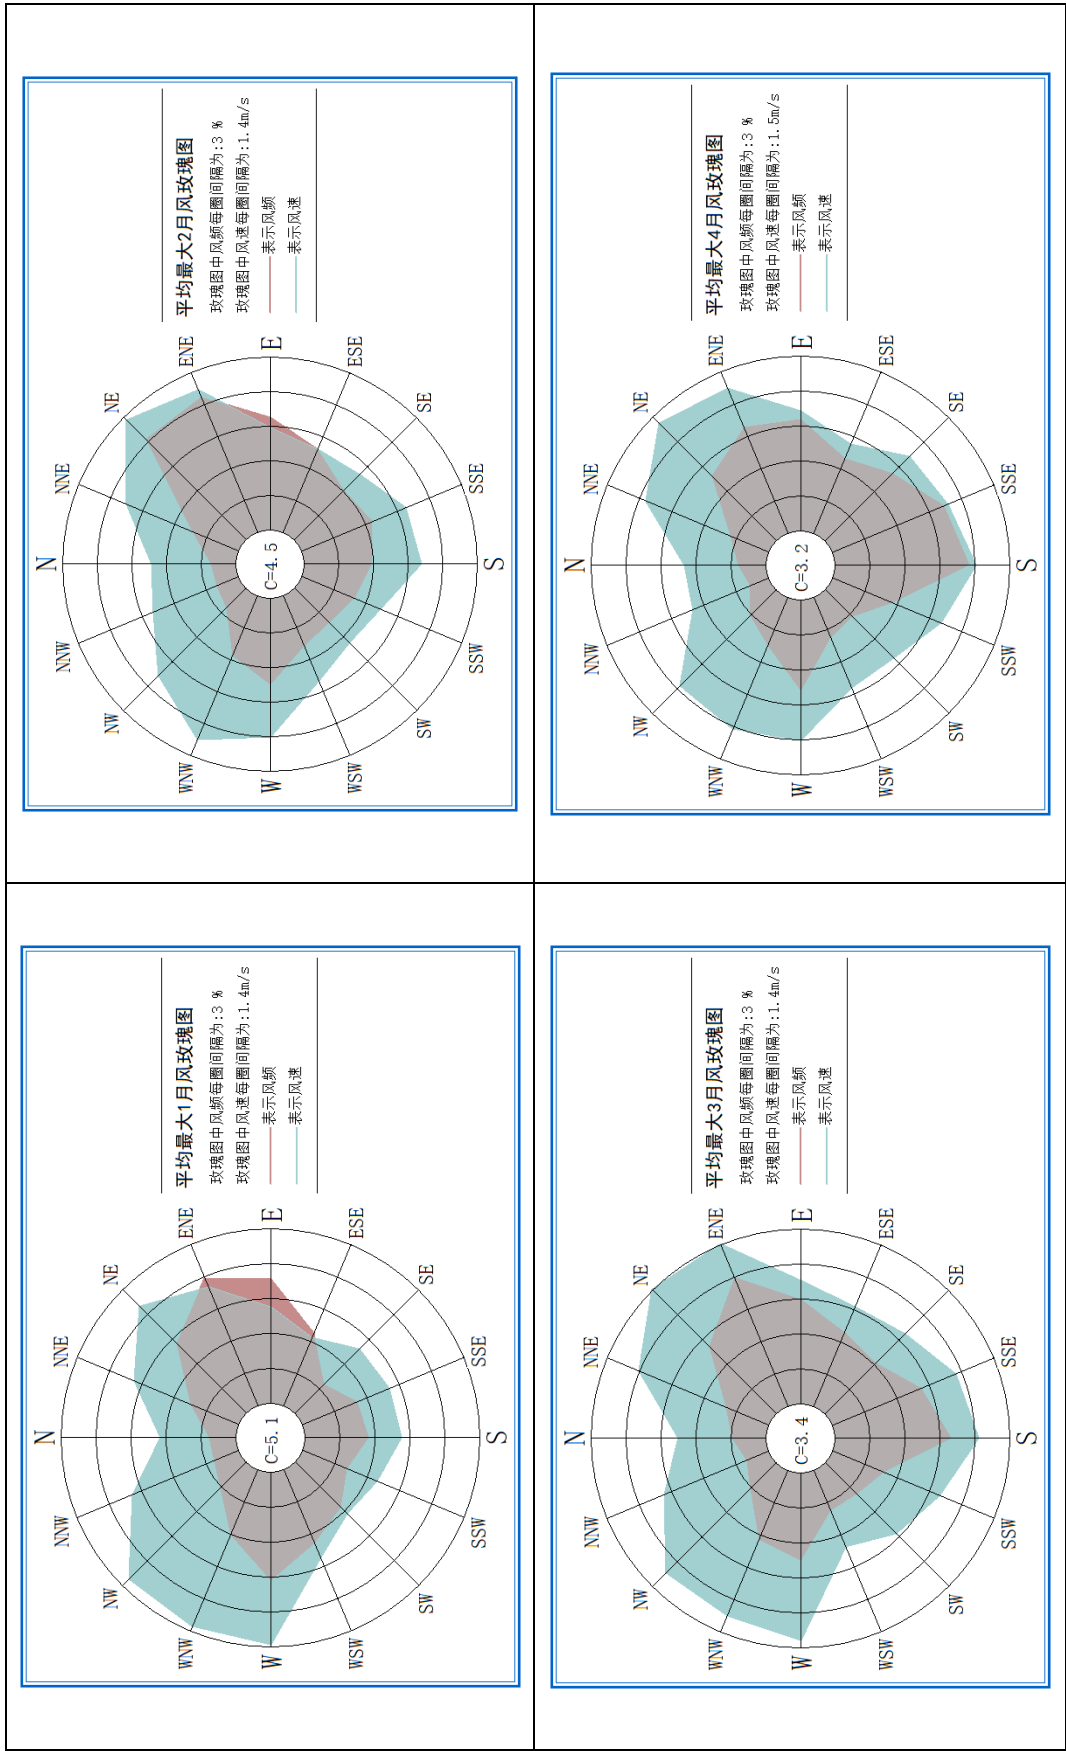 平均最大1月风玫瑰图
玫瑰图中风频每圈间隔为:3 %
玫瑰图中风速每圈间隔为:1.4m/s
表示风频
表示风速
N
NNE
NE
ENE
E
ESE
SE
SSE
S
SSW
SW
WSW
W
WNW
NW
NNW
C=5.1
平均最大2月风玫瑰图
玫瑰图中风频每圈间隔为:3 %
玫瑰图中风速每圈间隔为:1.4m/s
表示风频
表示风速
N
NNE
NE
ENE
E
ESE
SE
SSE
S
SSW
SW
WSW
W
WNW
NW
NNW
C=4.5
平均最大3月风玫瑰图
玫瑰图中风频每圈间隔为:3 %
玫瑰图中风速每圈间隔为:1.4m/s
表示风频
表示风速
N
NNE
NE
ENE
E
ESE
SE
SSE
S
SSW
SW
WSW
W
WNW
NW
NNW
C=3.4
平均最大4月风玫瑰图
玫瑰图中风频每圈间隔为:3 %
玫瑰图中风速每圈间隔为:1.5m/s
表示风频
表示风速
N
NNE
NE
ENE
E
ESE
SE
SSE
S
SSW
SW
WSW
W
WNW
NW
NNW
C=3.2